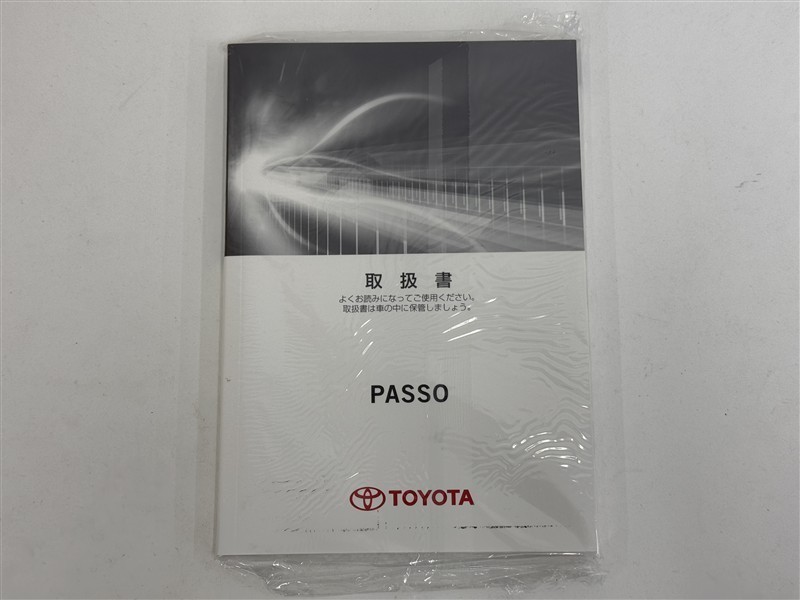 取扱書
よくお読みになってご使用ください。
取扱書は車の中に保管しましょう。
PASSO
TOYOTA